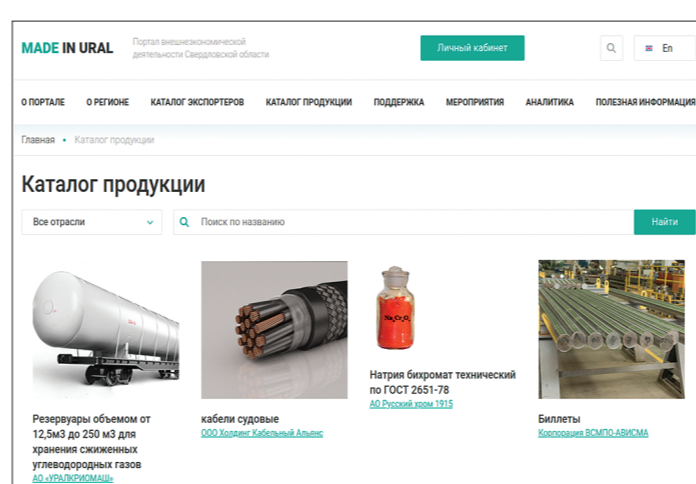 MADE IN URAL
Портал внешнеэкономической
деятельности Свердловской области
Личный кабинет
En
О ПОРТАЛЕ О РЕГИОНЕ КАТАЛОГ ЭКСПОРТЕРОВ КАТАЛОГ ПРОДУКЦИИ ПОДДЕРЖКА МЕРОПРИЯТИЯ АНАЛИТИКА ПОЛЕЗНАЯ ИНФОРМАЦИЯ
Главная • Каталог продукции
Каталог продукции
Все отрасли
Поиск по названию
Найти
Na₂Cr₂O₇
Резервуары объемом от
12,5м3 до 250 м3 для
хранения сжиженных
углеводородных газов
АО «УРАЛКРИОМАШ»
кабели судовые
ООО Холдинг Кабельный Альянс
Натрия бихромат технический
по ГОСТ 2651-78
АО Русский хром 1915
Биллеты
Корпорация ВСМПО-АВИСМА